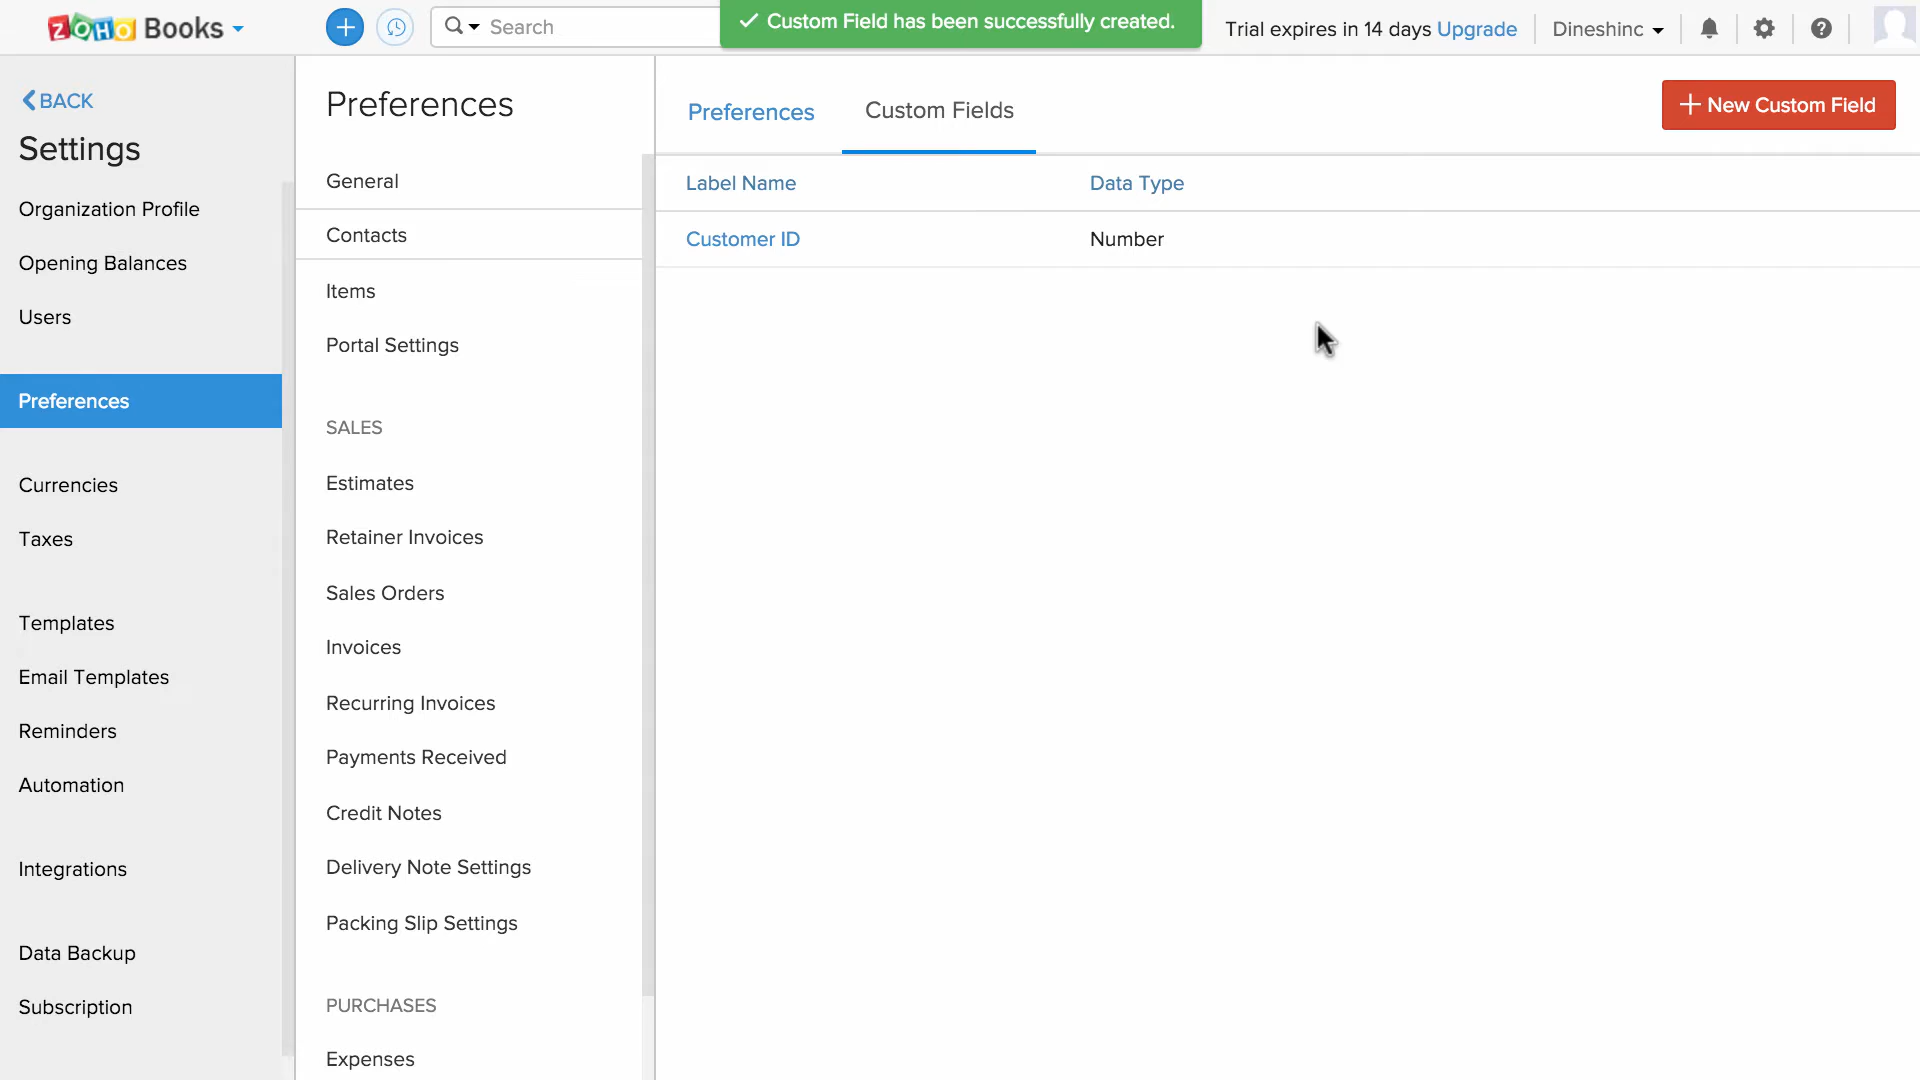 ZOHO Books
Search
Custom Field has been successfully created.
Trial expires in 14 days Upgrade
Dineshinc
BACK
Settings
Organization Profile
Opening Balances
Users
Preferences
Currencies
Taxes
Templates
Email Templates
Reminders
Automation
Integrations
Data Backup
Subscription
Preferences
General
Contacts
Items
Portal Settings
SALES
Estimates
Retainer Invoices
Sales Orders
Invoices
Recurring Invoices
Payments Received
Credit Notes
Delivery Note Settings
Packing Slip Settings
PURCHASES
Expenses
Preferences Custom Fields
+ New Custom Field
Label Name Data Type
Customer ID Number